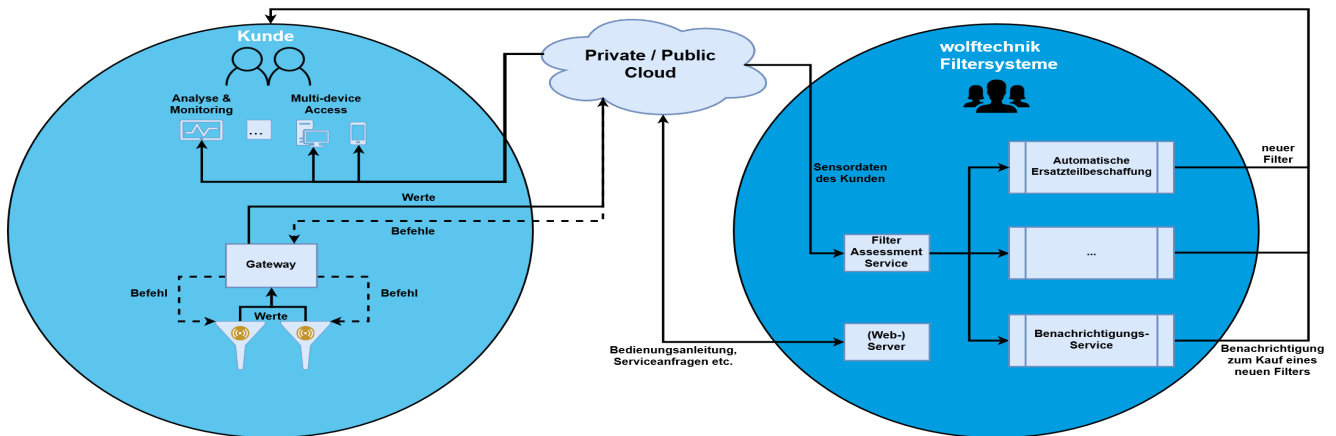 Kunde
Analyse &
Monitoring
Multi-device
Access
...
Werte
Befehle
Gateway
Befehl
Befehl
Werte
Private / Public
Cloud
Sensordaten
des Kunden
Bedienungsanleitung,
Serviceanfragen etc.
wolftechnik
Filtersysteme
Filter
Assessment
Service
(Web-)
Server
Automatische
Ersatzteilbeschaffung
...
Benachrichtigungs-
Service
neuer
Filter
Benachrichtigung
zum Kauf eines
neuen Filters